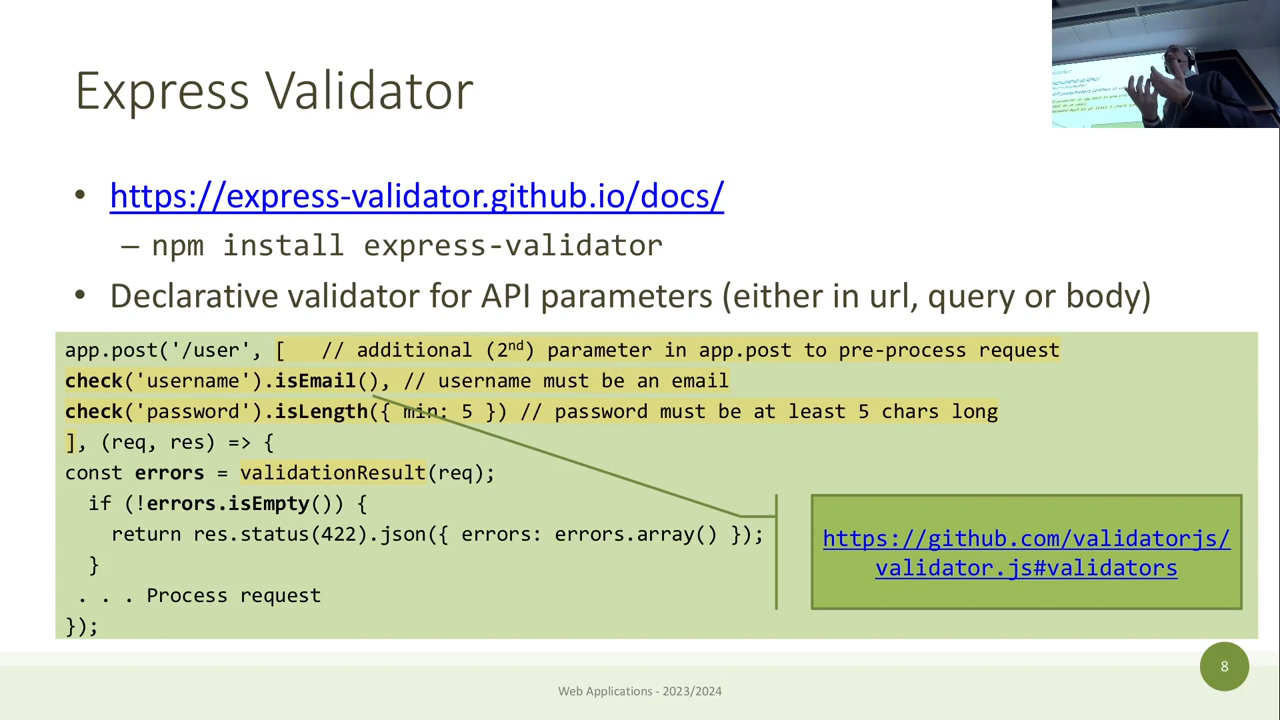 Express Validator
• https://express-validator.github.io/docs/
– npm install express-validator
• Declarative validator for API parameters (either in url, query or body)
app.post('/user', [   // additional (2nd) parameter in app.post to pre-process request
check('username').isEmail(), // username must be an email
check('password').isLength({ min: 5 }) // password must be at least 5 chars long
], (req, res) => {
const errors = validationResult(req);
  if (!errors.isEmpty()) {
    return res.status(422).json({ errors: errors.array() });
  }
 . . . Process request
});
https://github.com/validatorjs/
validator.js#validators
8
Web Applications - 2023/2024